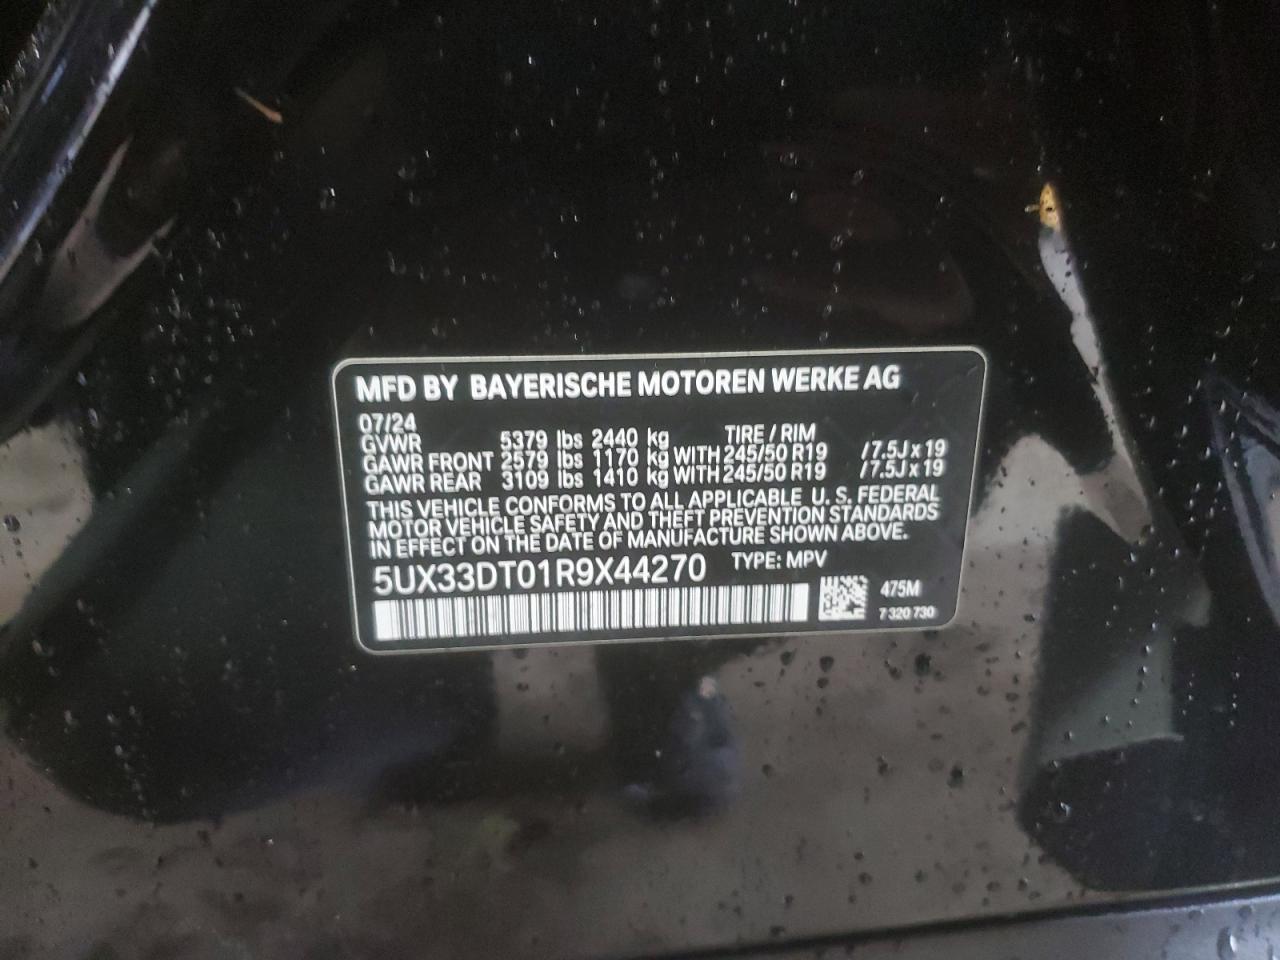 MFD BY BAYERISCHE MOTOREN WERKE AG
07/24
GVWR 5379 lbs 2440 kg TIRE / RIM
GAWR FRONT 2579 lbs 1170 kg WITH 245/50 R19 /7.5J x 19
GAWR REAR 3109 lbs 1410 kg WITH 245/50 R19 /7.5J x 19
THIS VEHICLE CONFORMS TO ALL APPLICABLE U. S. FEDERAL
MOTOR VEHICLE SAFETY AND THEFT PREVENTION STANDARDS
IN EFFECT ON THE DATE OF MANUFACTURE SHOWN ABOVE.
5UX33DT01R9X44270 TYPE: MPV
475M
7 320 730